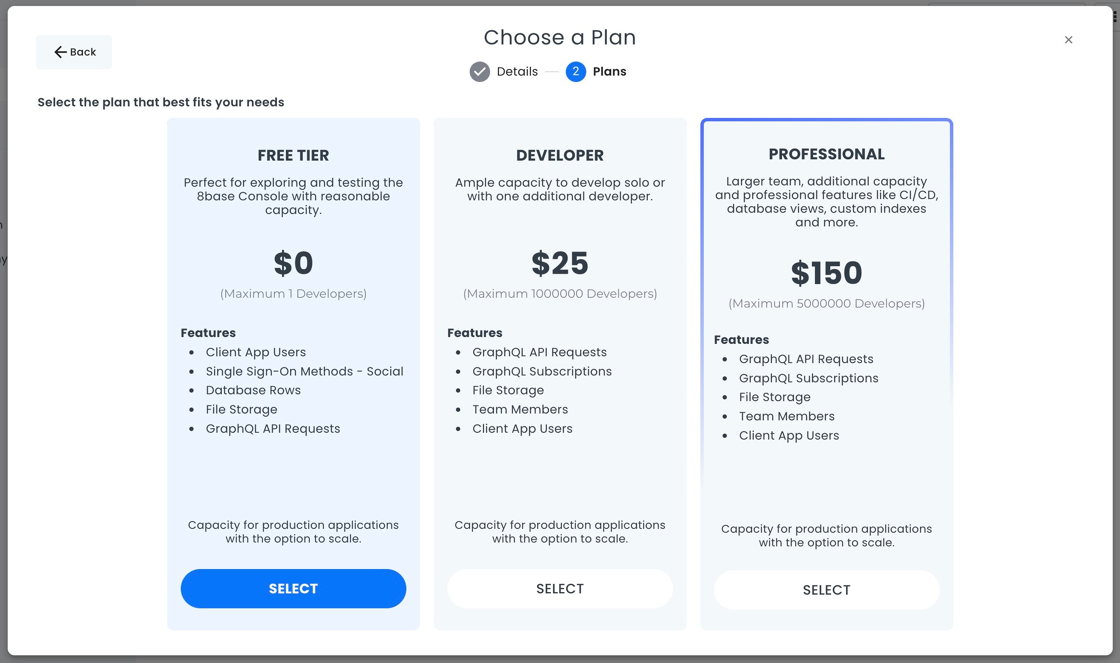 Back
Choose a Plan
×
Details
2
Plans
Select the plan that best fits your needs
FREE TIER
Perfect for exploring and testing the
8base Console with reasonable
capacity.
$0
(Maximum 1 Developers)
Features
Client App Users
Single Sign-On Methods - Social
Database Rows
File Storage
GraphQL API Requests
Capacity for production applications
with the option to scale.
SELECT
DEVELOPER
Ample capacity to develop solo or
with one additional developer.
$25
(Maximum 1000000 Developers)
Features
GraphQL API Requests
GraphQL Subscriptions
File Storage
Team Members
Client App Users
Capacity for production applications
with the option to scale.
SELECT
PROFESSIONAL
Larger team, additional capacity
and professional features like CI/CD,
database views, custom indexes
and more.
$150
(Maximum 5000000 Developers)
Features
GraphQL API Requests
GraphQL Subscriptions
File Storage
Team Members
Client App Users
Capacity for production applications
with the option to scale.
SELECT